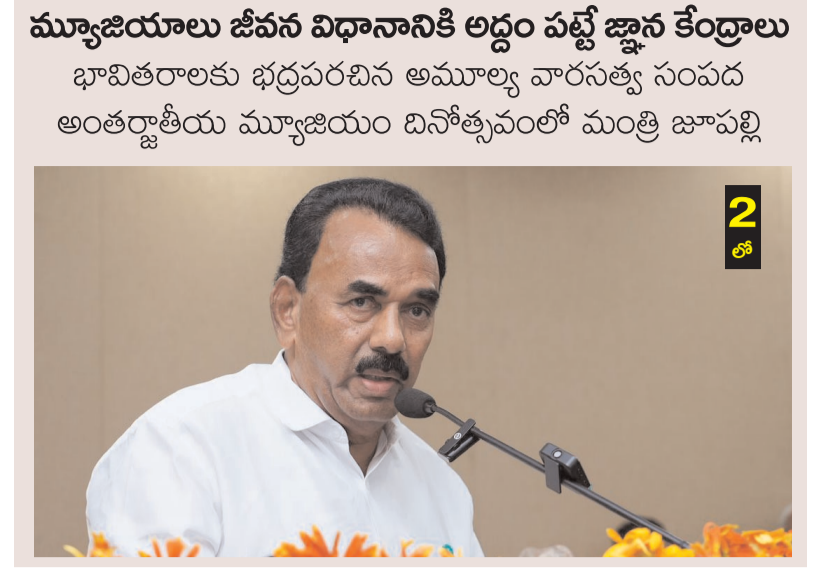 మ్యూజియాలు జీవన విధానానికి అద్దం పట్టే జ్ఞాన కేంద్రాలు
భావితరాలకు భద్రపరచిన అమూల్య వారసత్వ సంపద
అంతర్జాతీయ మ్యూజియం దినోత్సవంలో మంత్రి జూపల్లి
2
లో